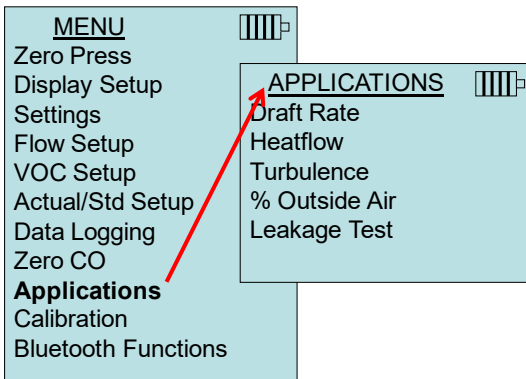 MENU
Zero Press
Display Setup
Settings
Flow Setup
VOC Setup
Actual/Std Setup
Data Logging
Zero CO
Applications
Calibration
Bluetooth Functions
APPLICATIONS
Draft Rate
Heatflow
Turbulence
% Outside Air
Leakage Test